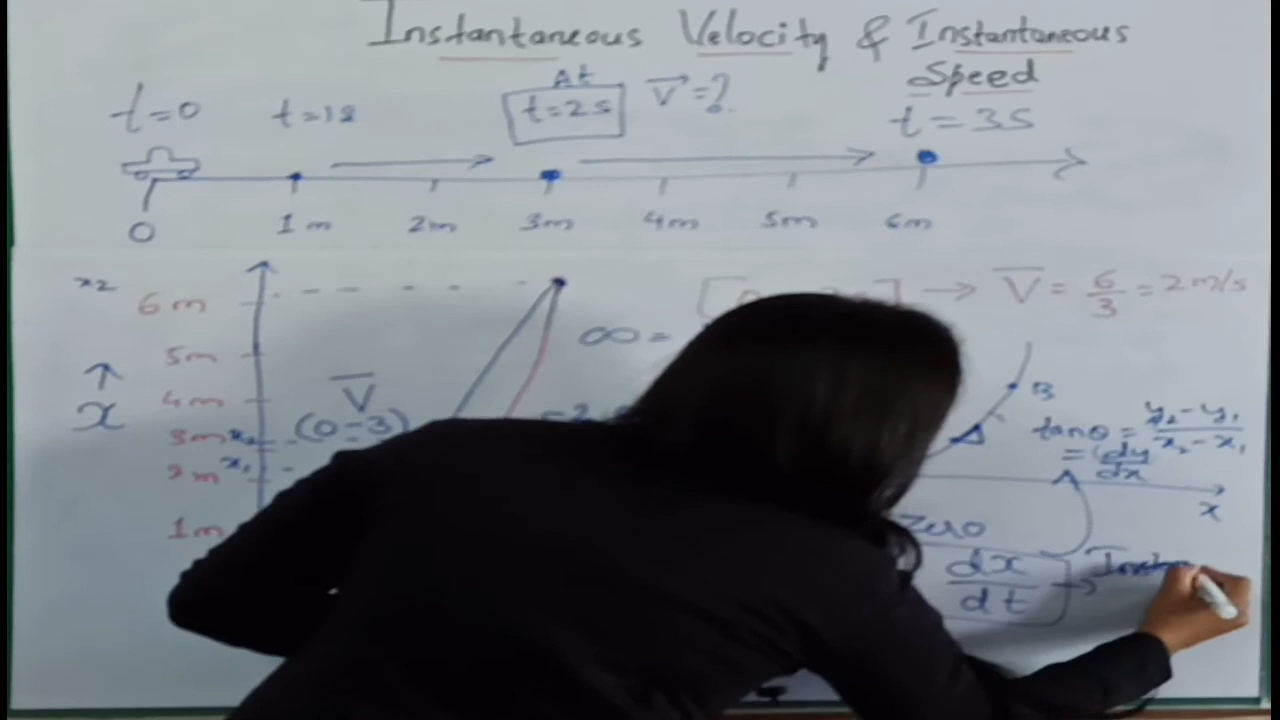 Instantaneous Velocity & Instantaneous
Speed
t=0 t=1s At t=2s V=? t=3s
0 1m 2m 3m 4m 5m 6m
x2
6m
5m
4m
3m x2
2m x1
1m
x
V
(0-3)
∞ =
→ V = 6/3 = 2m/s
B
tanθ = y2-y1/x2-x1
= (dy/dx
x
Zero
dx/dt →